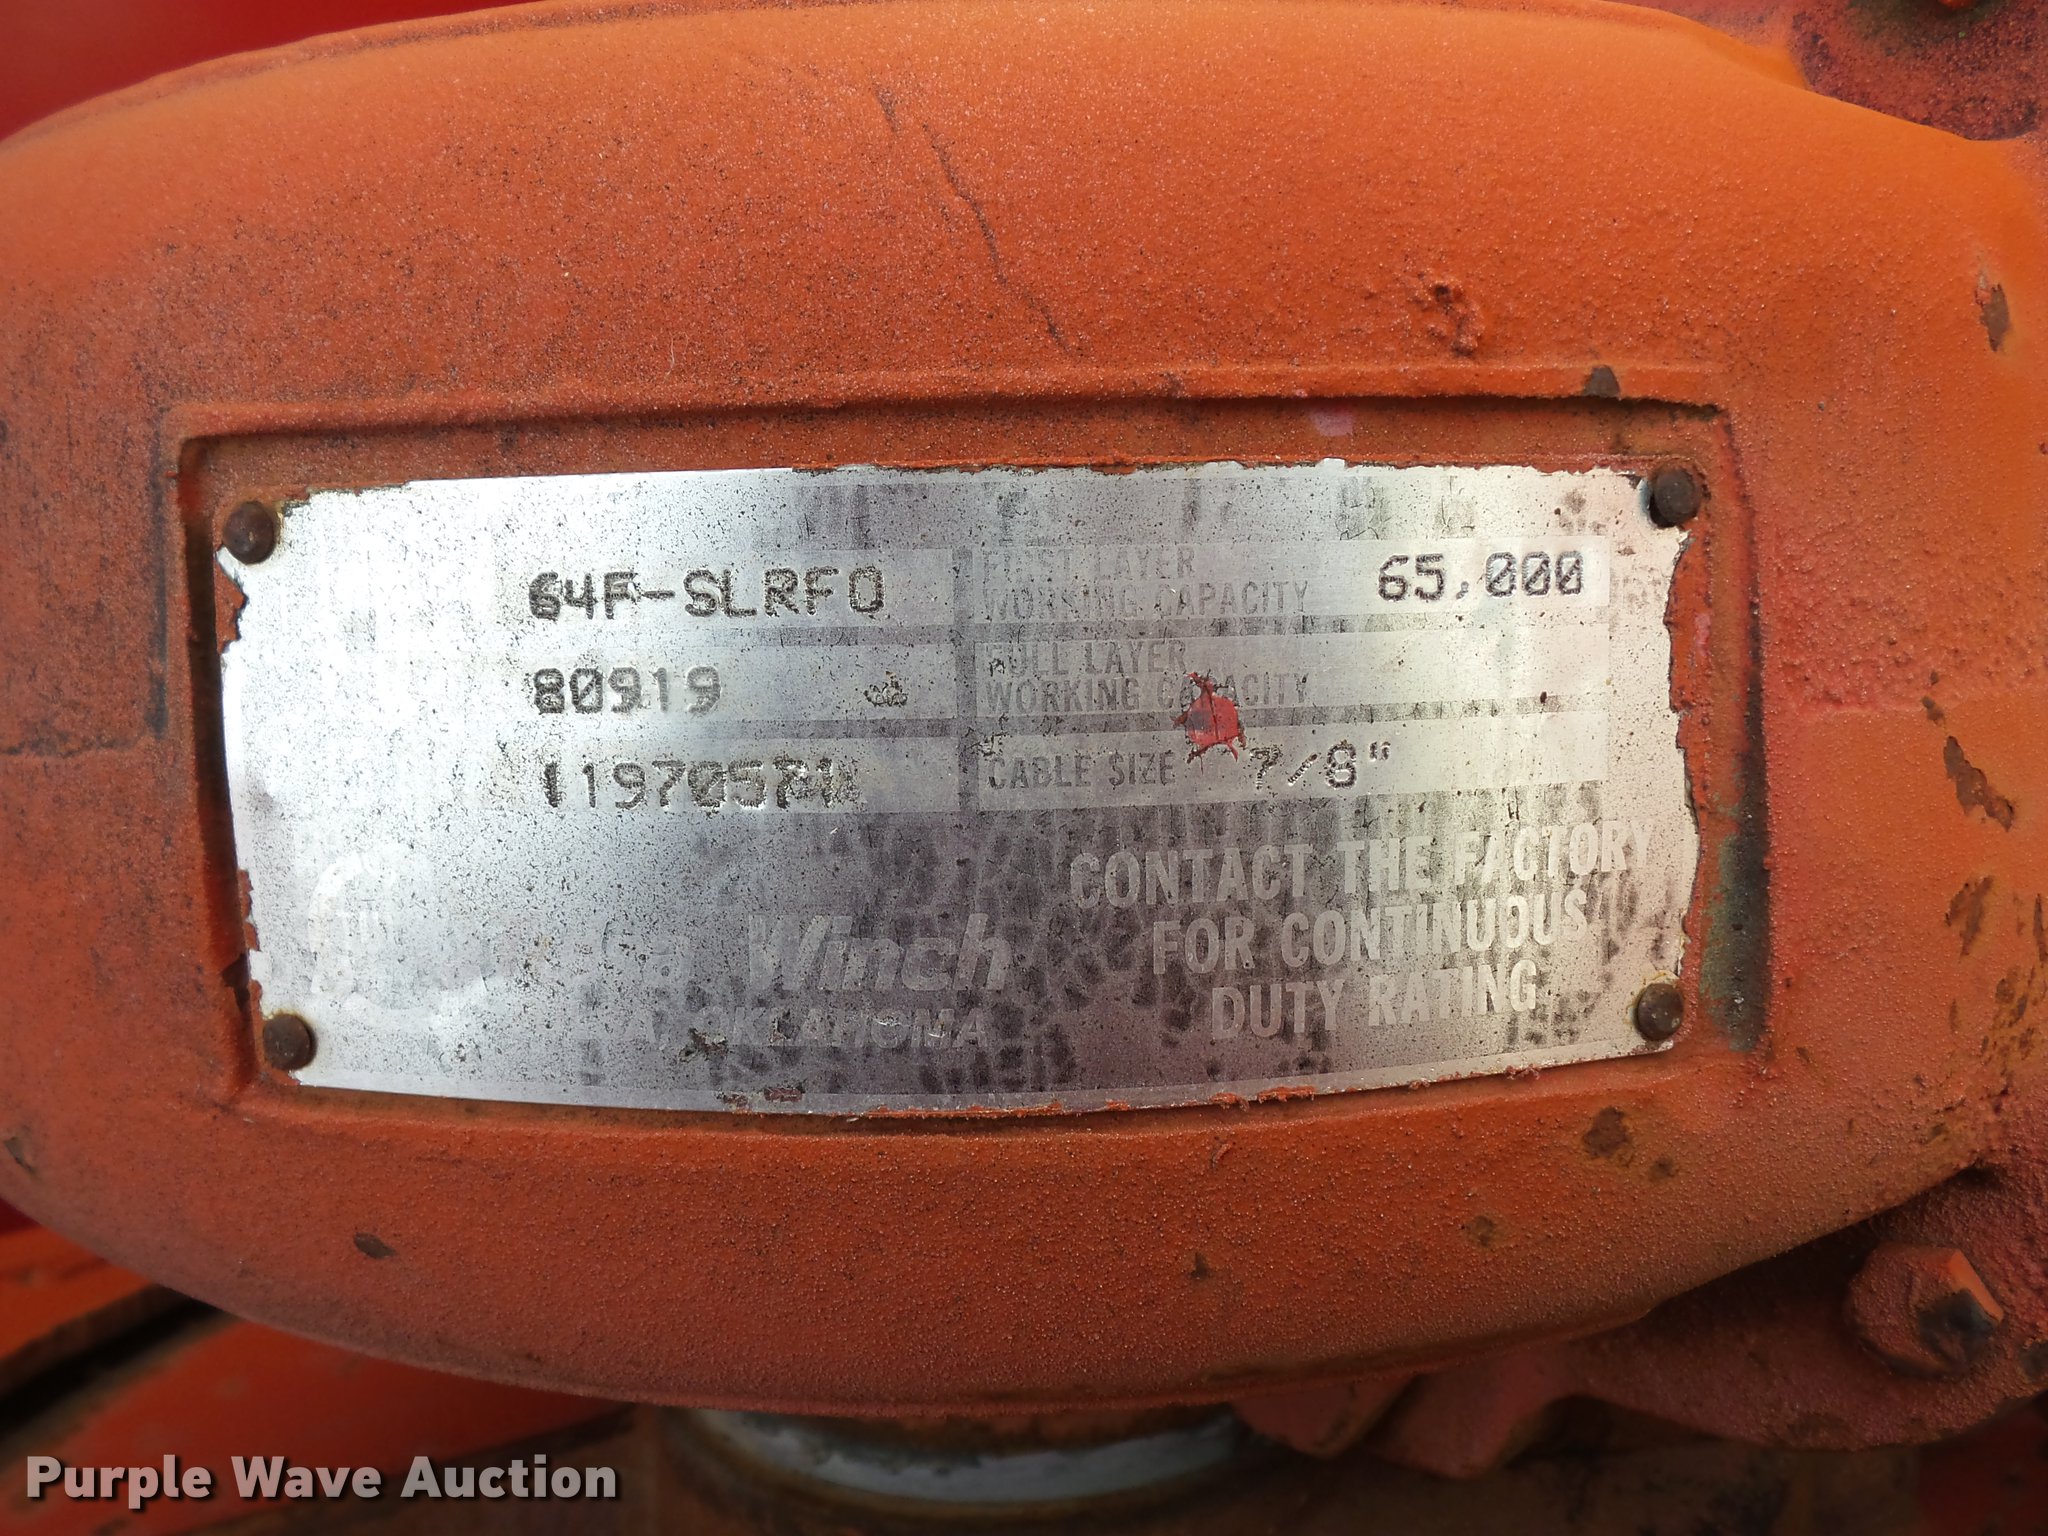 64F-SLRFO
80919
FIRST LAYER
WORKING CAPACITY 65,000
FULL LAYER
WORKING CAPACITY
CABLE SIZE 7/8"
Winch
OKLAHOMA
CONTACT THE FACTORY
FOR CONTINUOUS
DUTY RATING
Purple Wave Auction